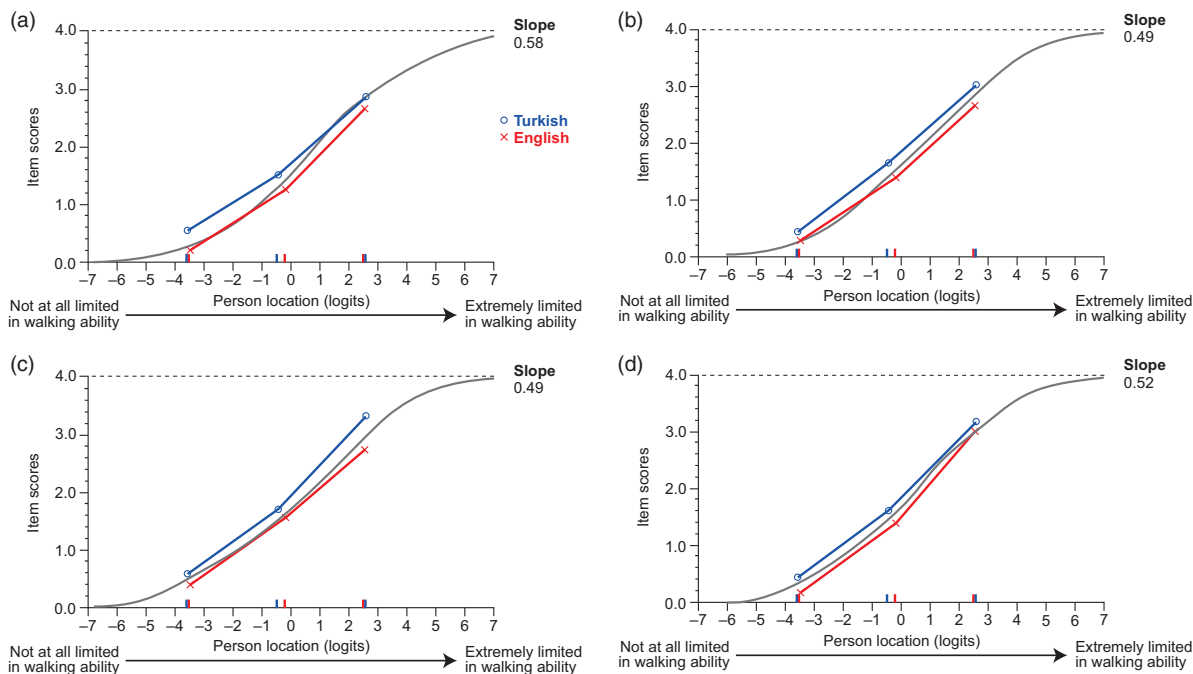 (a)
Slope
0.58
4.0
3.0
2.0
1.0
0.0
Item scores
Turkish
English
–7 –6 –5 –4 –3 –2 –1 0 1 2 3 4 5 6 7
Person location (logits)
Not at all limited
in walking ability
Extremely limited
in walking ability
(b)
Slope
0.49
4.0
3.0
2.0
1.0
0.0
Item scores
–7 –6 –5 –4 –3 –2 –1 0 1 2 3 4 5 6 7
Person location (logits)
Not at all limited
in walking ability
Extremely limited
in walking ability
(c)
Slope
0.49
4.0
3.0
2.0
1.0
0.0
Item scores
–7 –6 –5 –4 –3 –2 –1 0 1 2 3 4 5 6 7
Person location (logits)
Not at all limited
in walking ability
Extremely limited
in walking ability
(d)
Slope
0.52
4.0
3.0
2.0
1.0
0.0
Item scores
–7 –6 –5 –4 –3 –2 –1 0 1 2 3 4 5 6 7
Person location (logits)
Not at all limited
in walking ability
Extremely limited
in walking ability